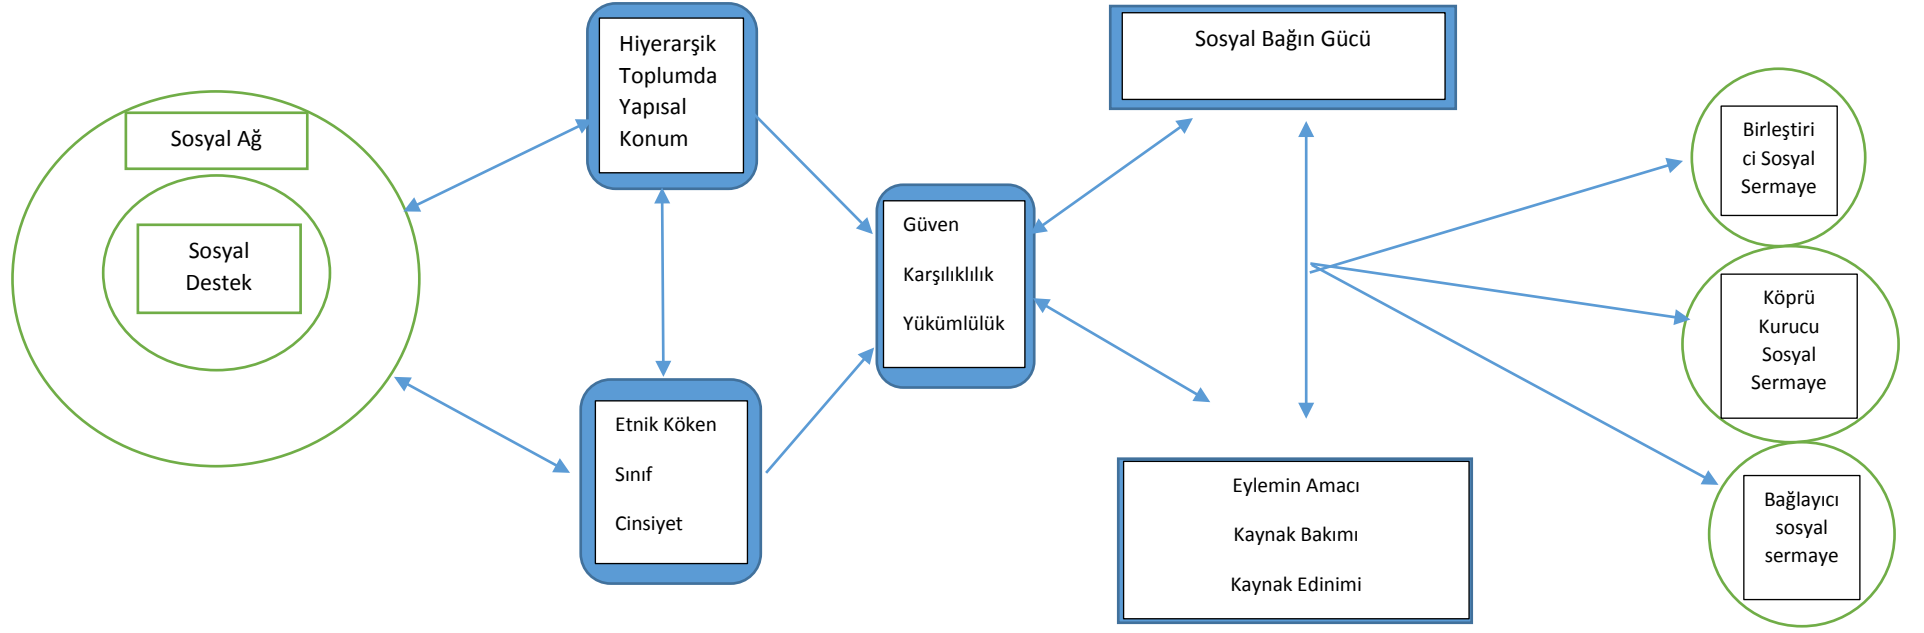 Sosyal Ağ
Sosyal
Destek
Hiyerarşik
Toplumda
Yapısal
Konum
Etnik Köken
Sınıf
Cinsiyet
Güven
Karşılıklılık
Yükümlülük
Sosyal Bağın Gücü
Eylemin Amacı
Kaynak Bakımı
Kaynak Edinimi
Birleştiri
ci Sosyal
Sermaye
Köprü
Kurucu
Sosyal
Sermaye
Bağlayıcı
sosyal
sermaye